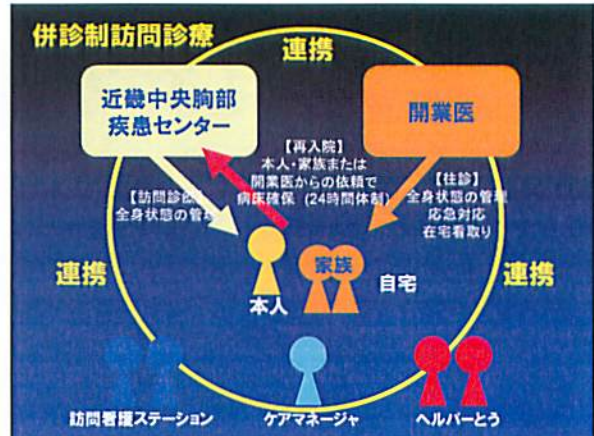 併診制訪問診療
連携
近畿中央胸部
疾患センター
開業医
【再入院】
本人・家族または
開業医からの依頼で
病床確保 (24時間体制)
【訪問診療】
全身状態の管理
【往診】
全身状態の管理
応急対応
在宅看取り
連携
家族
自宅
連携
本人
訪問看護ステーション
ケアマネージャ
ヘルパーとう